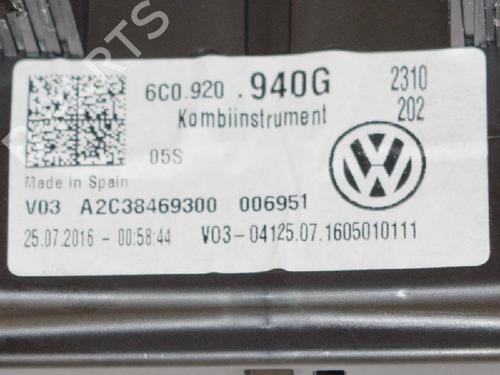 PARTS
6C0.920 .940G 2310
Kombiinstrument 202
05S
Made in Spain
V03 A2C38469300 006951
25.07.2016 - 00:58:44 V03-04125.07.1605010111